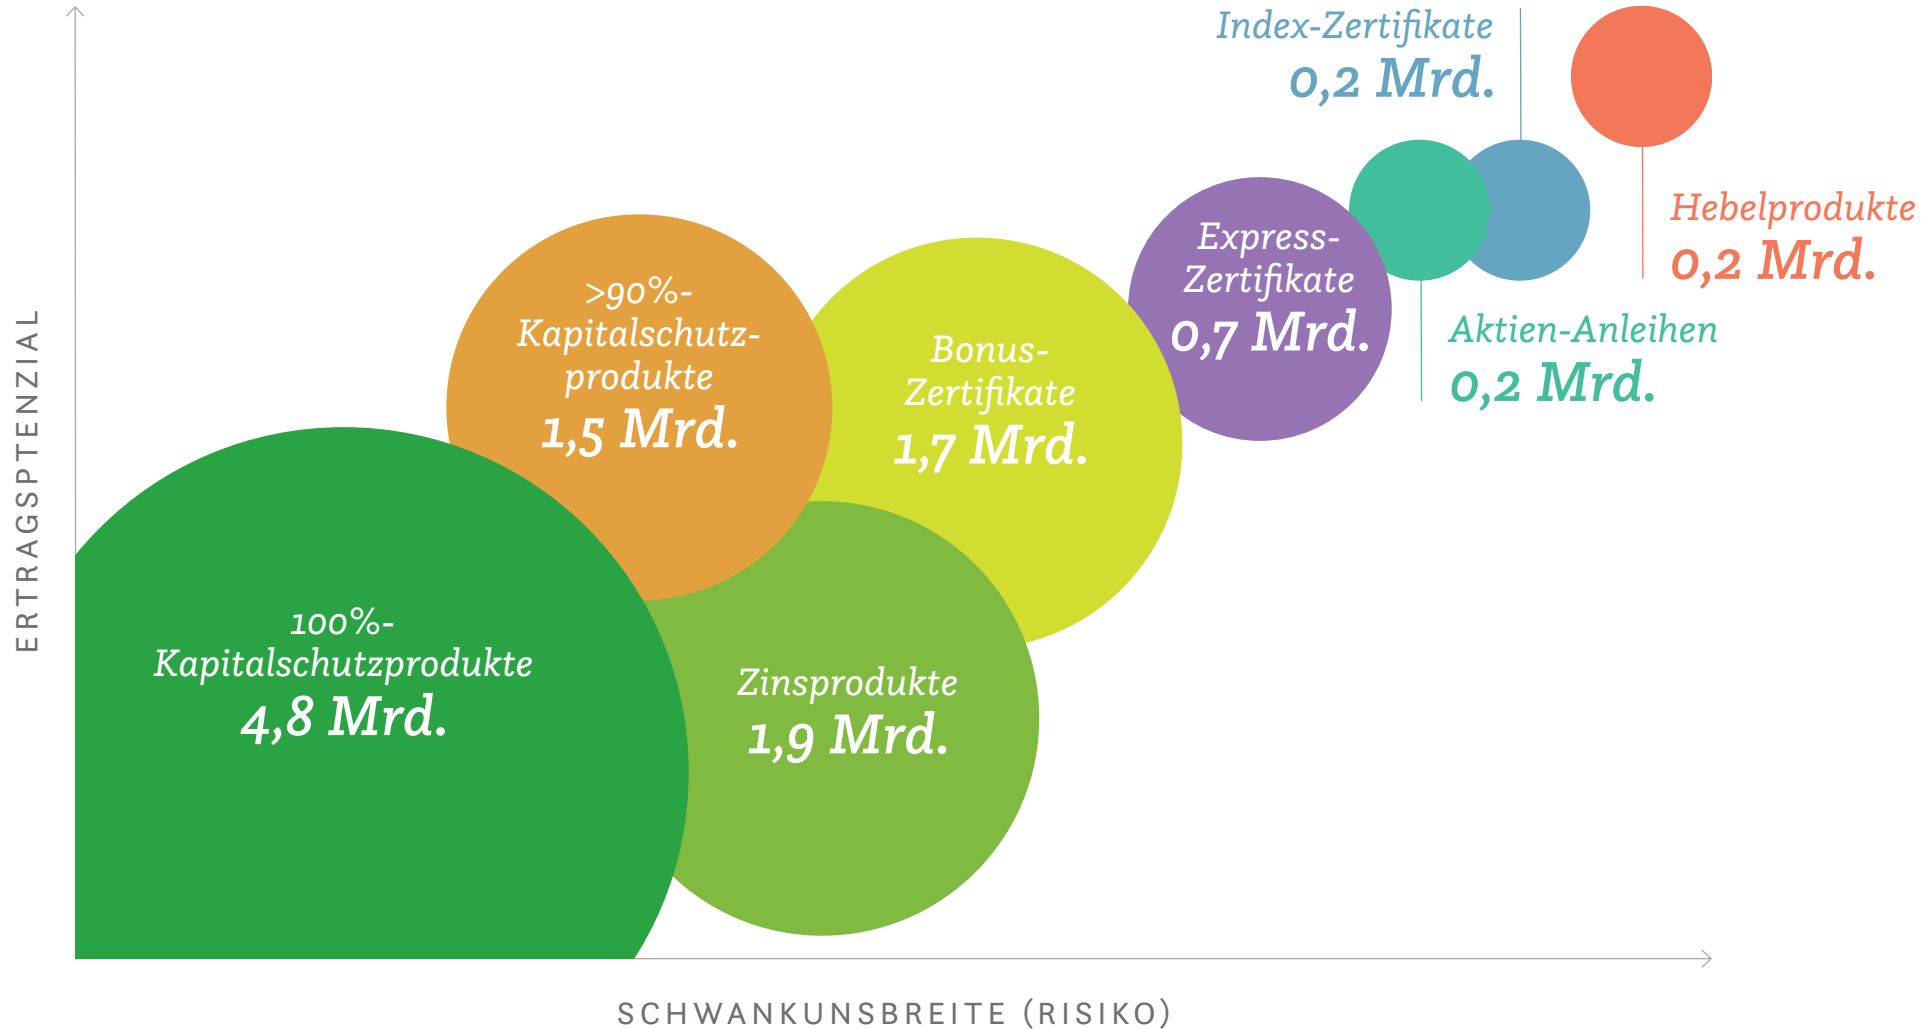 Index-Zertifikate
0,2 Mrd.
Hebelprodukte
0,2 Mrd.
Express-
Zertifikate
0,7 Mrd.
Aktien-Anleihen
0,2 Mrd.
>90%-
Kapitalschutz-
produkte
1,5 Mrd.
Bonus-
Zertifikate
1,7 Mrd.
100%-
Kapitalschutzprodukte
4,8 Mrd.
Zinsprodukte
1,9 Mrd.
ERTRAGSPTENZIAL
SCHWANKUNSBREITE (RISIKO)